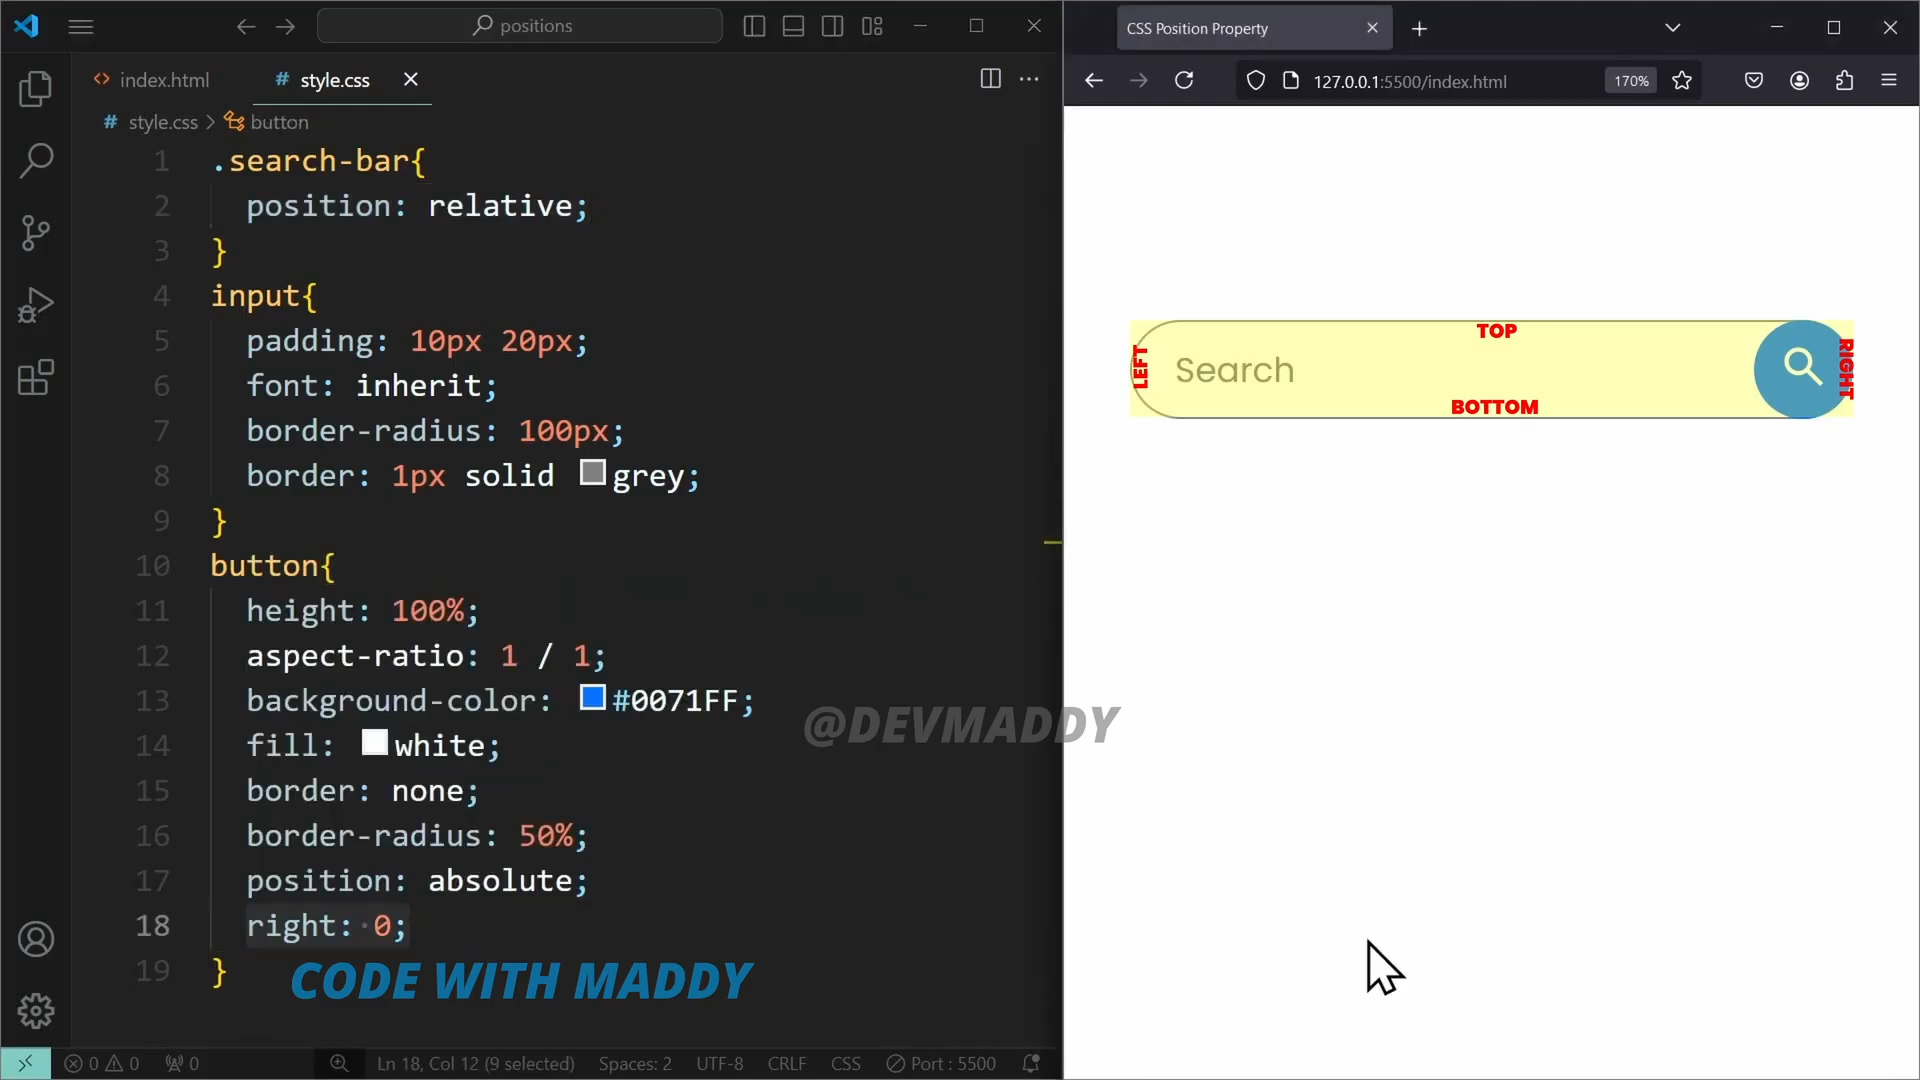 positions
index.html
style.css
style.css > button
1 .search-bar{
2 position: relative;
3 }
4 input{
5 padding: 10px 20px;
6 font: inherit;
7 border-radius: 100px;
8 border: 1px solid grey;
9 }
10 button{
11 height: 100%;
12 aspect-ratio: 1 / 1;
13 background-color: #0071FF;
14 fill: white;
15 border: none;
16 border-radius: 50%;
17 position: absolute;
18 right: 0;
19 }
CODE WITH MADDY
0 0 0 Ln 18, Col 12 (9 selected) Spaces: 2 UTF-8 CRLF CSS Port : 5500
@DEVMADDY
CSS Position Property
127.0.0.1:5500/index.html 170%
TOP
LEFT
Search
RIGHT
BOTTOM